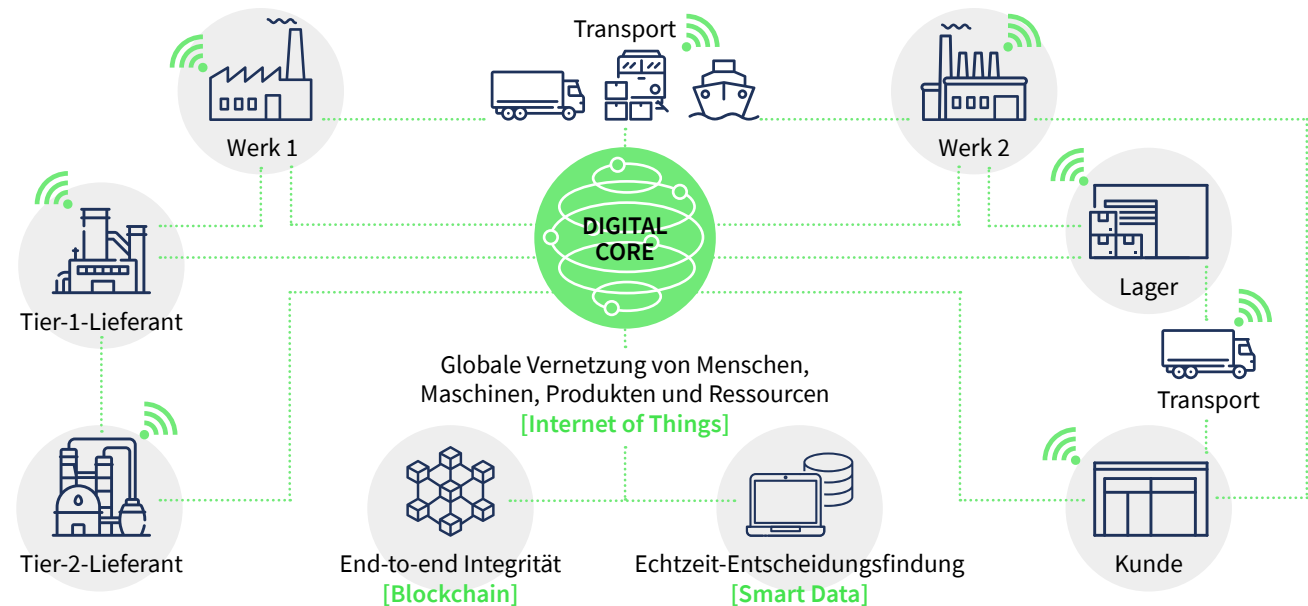 Transport
Werk 1
Werk 2
DIGITAL
CORE
Lager
Tier-1-Lieferant
Globale Vernetzung von Menschen,
Maschinen, Produkten und Ressourcen
[Internet of Things]
Transport
Tier-2-Lieferant
End-to-end Integrität
[Blockchain]
Echtzeit-Entscheidungsfindung
[Smart Data]
Kunde